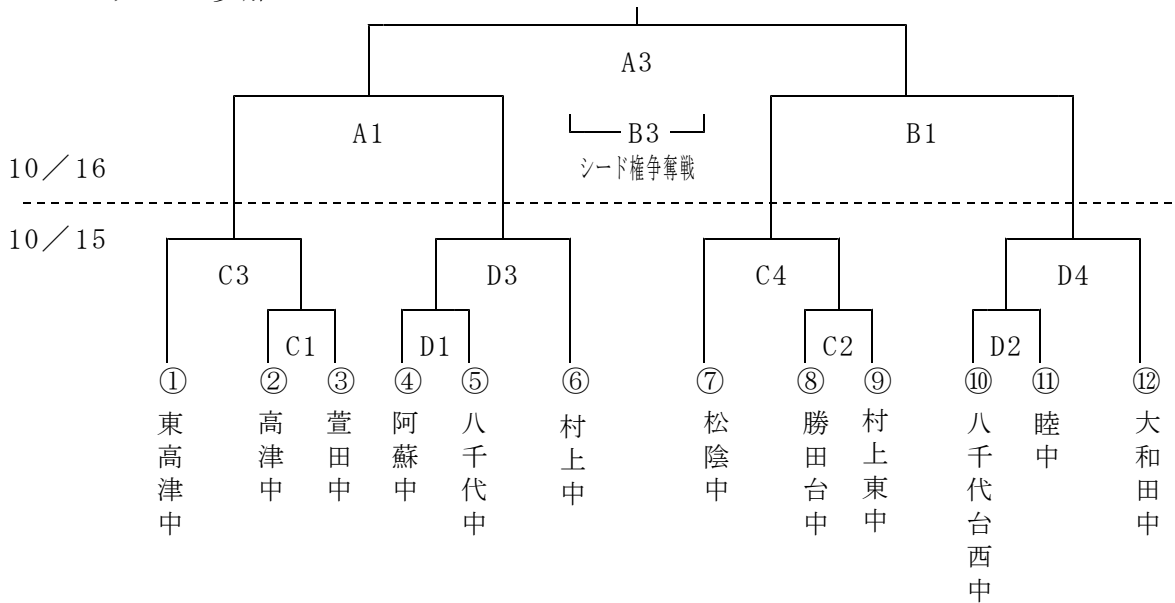 A3
A1
B3
B1
シード権争奪戦
10/16
10/15
C3
D3
C4
D4
C1
D1
C2
D2
①
②
③
④
⑤
⑥
⑦
⑧
⑨
⑩
⑪
⑫
東高津中
高津中
萱田中
阿蘇中
八千代中
村上中
松陰中
勝田台中
村上東中
八千代台西中
睦中
大和田中